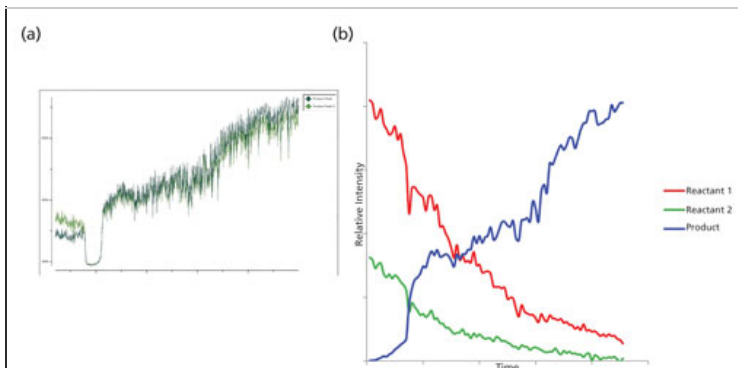 (a)
(b)
Relative Intensity
Time
Reactant 1
Reactant 2
Product